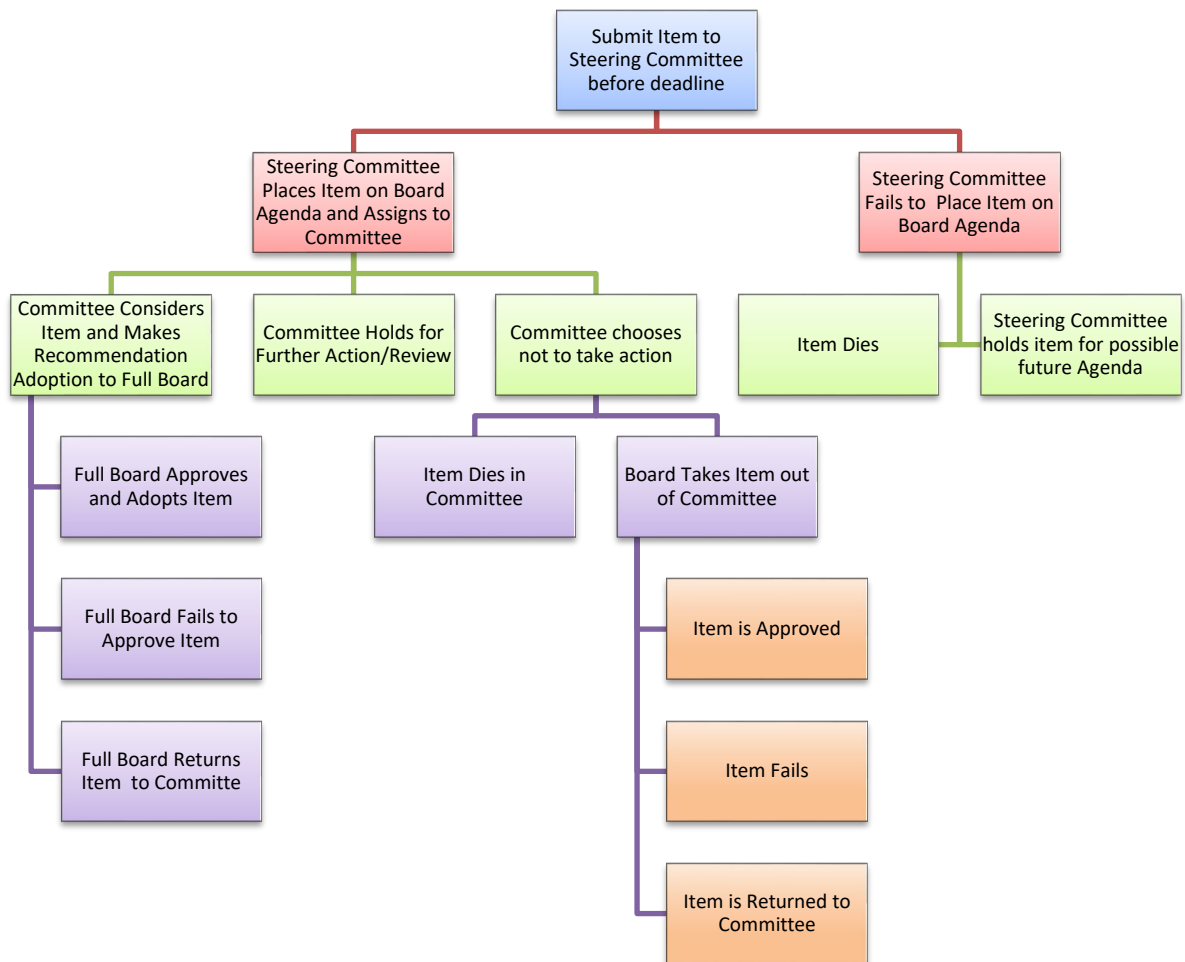 Submit Item to
Steering Committee
before deadline
Steering Committee
Places Item on Board
Agenda and Assigns to
Committee
Steering Committee
Fails to  Place Item on
Board Agenda
Committee Considers
Item and Makes
Recommendation
Adoption to Full Board
Committee Holds for
Further Action/Review
Committee chooses
not to take action
Item Dies
Steering Committee
holds item for possible
future Agenda
Full Board Approves
and Adopts Item
Item Dies in
Committee
Board Takes Item out
of Committee
Full Board Fails to
Approve Item
Item is Approved
Full Board Returns
Item  to Committe
Item Fails
Item is Returned to
Committee